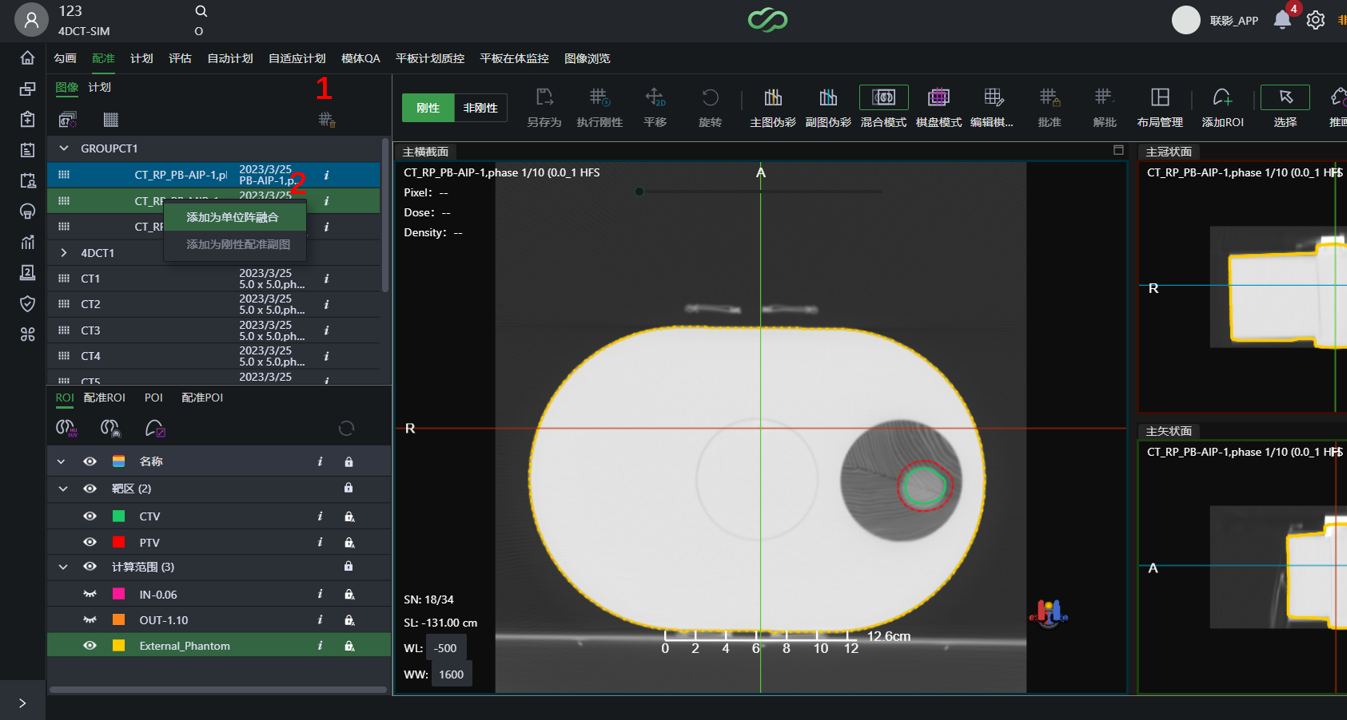 123
4DCT-SIM
O
联影_APP
4
勾画 配准 计划 评估 自动计划 自适应计划 模体QA 平板计划质控 平板在体监控 图像浏览
图像 计划
1
刚性 非刚性
另存为 执行刚性 平移 旋转 主图伪彩 副图伪彩 混合模式 棋盘模式 编辑棋... 批准 解批 布局管理 添加ROI 选择
GROUPCT1
CT_RP_PB-AIP-1,pl
2023/3/25
PB-AIP-1,p...
2
2023/3/25
添加为单位阵融合
CT_RP
添加为刚性配准副图
4DCT1
CT1
2023/3/25
5.0 x 5.0,ph...
CT2
2023/3/25
5.0 x 5.0,ph...
CT3
2023/3/25
5.0 x 5.0,ph...
CT4
2023/3/25
5.0 x 5.0,ph...
CT5
2023/3/25
ROI 配准ROI POI 配准POI
名称
靶区 (2)
CTV
PTV
计算范围 (3)
IN-0.06
OUT-1.10
External_Phantom
主横截面
CT_RP_PB-AIP-1,phase 1/10 (0.0_1 HFS
A
Pixel: --
Dose: --
Density: --
R
SN: 18/34
SL: -131.00 cm
WL: -500
WW: 1600
0 2 4 6 8 10 12
12.6cm
主冠状面
CT_RP_PB-AIP-1,phase 1/10 (0.0_1 HFS
R
主矢状面
CT_RP_PB-AIP-1,phase 1/10 (0.0_1 HFS
A